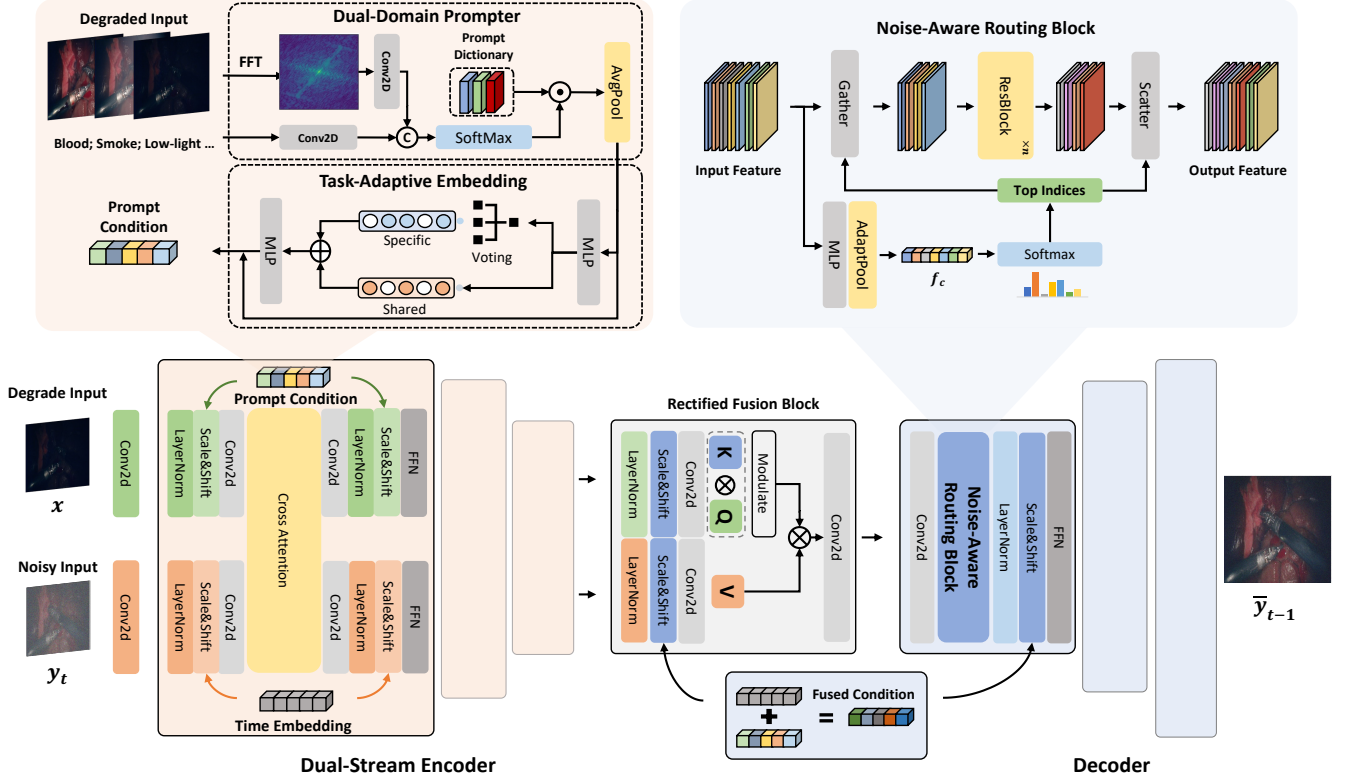 Degraded Input
Blood; Smoke; Low-light ...
Dual-Domain Prompter
FFT
Conv2D
Conv2D
C
Prompt
Dictionary
SoftMax
AvgPool
Task-Adaptive Embedding
Prompt
Condition
MLP
Specific
Shared
Voting
MLP
Noise-Aware Routing Block
Input Feature
Gather
ResBlock
×n
Scatter
Output Feature
Top Indices
MLP
AdaptPool
f_c
Softmax
Degrade Input
x
Conv2d
Noisy Input
y_t
Conv2d
Prompt Condition
LayerNorm
Scale&Shift
Conv2d
Cross Attention
Conv2d
LayerNorm
Scale&Shift
FFN
LayerNorm
Scale&Shift
Conv2d
Conv2d
LayerNorm
Scale&Shift
FFN
Time Embedding
Dual-Stream Encoder
Rectified Fusion Block
LayerNorm
Scale&Shift
Conv2d
K
Q
Modulate
LayerNorm
Scale&Shift
Conv2d
V
Conv2d
Fused Condition
+
=
Conv2d
Noise-Aware
Routing Block
LayerNorm
Scale&Shift
FFN
Decoder
ȳ_{t−1}